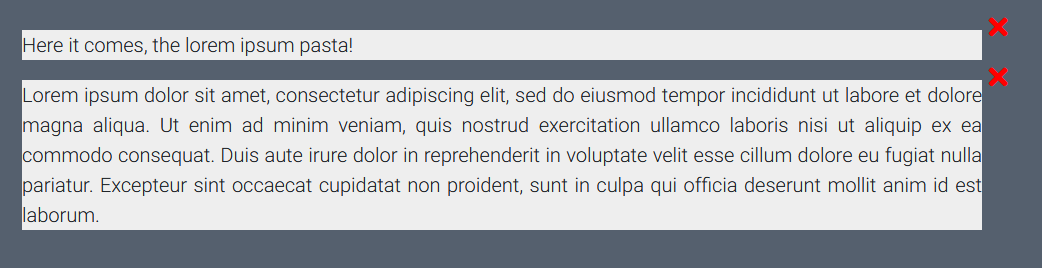 Here it comes, the lorem ipsum pasta!
Lorem ipsum dolor sit amet, consectetur adipiscing elit, sed do eiusmod tempor incididunt ut labore et dolore
magna aliqua. Ut enim ad minim veniam, quis nostrud exercitation ullamco laboris nisi ut aliquip ex ea
commodo consequat. Duis aute irure dolor in reprehenderit in voluptate velit esse cillum dolore eu fugiat nulla
pariatur. Excepteur sint occaecat cupidatat non proident, sunt in culpa qui officia deserunt mollit anim id est
laborum.